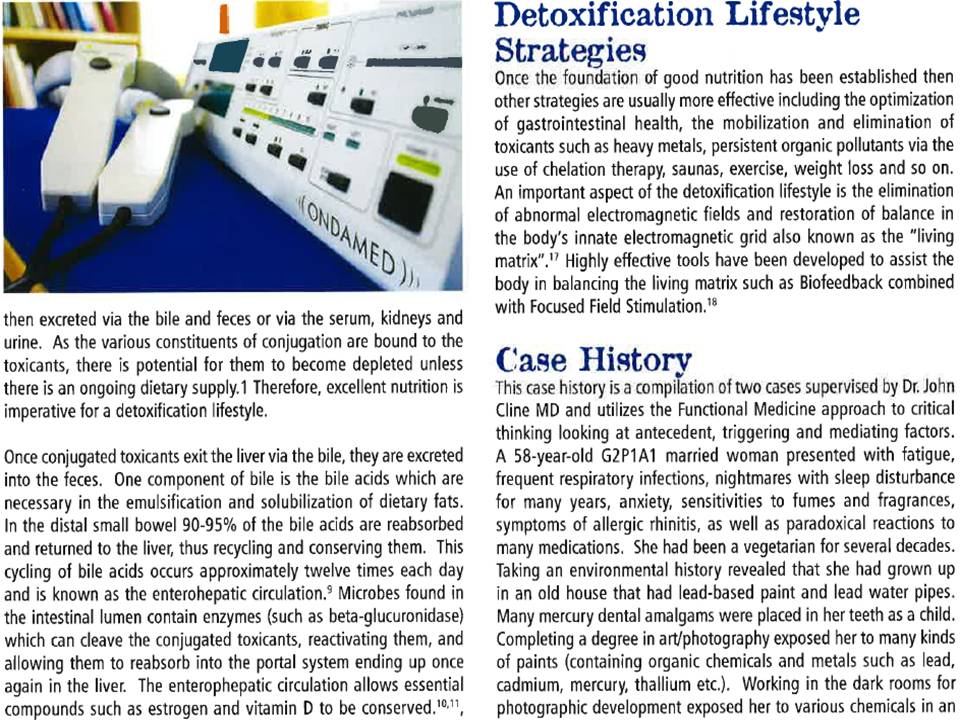 ((( ONDAMED )))
then excreted via the bile and feces or via the serum, kidneys and
urine. As the various constituents of conjugation are bound to the
toxicants, there is potential for them to become depleted unless
there is an ongoing dietary supply.1 Therefore, excellent nutrition is
imperative for a detoxification lifestyle.
Once conjugated toxicants exit the liver via the bile, they are excreted
into the feces. One component of bile is the bile acids which are
necessary in the emulsification and solubilization of dietary fats.
In the distal small bowel 90-95% of the bile acids are reabsorbed
and returned to the liver, thus recycling and conserving them. This
cycling of bile acids occurs approximately twelve times each day
and is known as the enterohepatic circulation.⁹ Microbes found in
the intestinal lumen contain enzymes (such as beta-glucuronidase)
which can cleave the conjugated toxicants, reactivating them, and
allowing them to reabsorb into the portal system ending up once
again in the liver. The enterophepatic circulation allows essential
compounds such as estrogen and vitamin D to be conserved.¹⁰,¹¹,
Detoxification Lifestyle
Strategies
Once the foundation of good nutrition has been established then
other strategies are usually more effective including the optimization
of gastrointestinal health, the mobilization and elimination of
toxicants such as heavy metals, persistent organic pollutants via the
use of chelation therapy, saunas, exercise, weight loss and so on.
An important aspect of the detoxification lifestyle is the elimination
of abnormal electromagnetic fields and restoration of balance in
the body's innate electromagnetic grid also known as the "living
matrix".¹⁷ Highly effective tools have been developed to assist the
body in balancing the living matrix such as Biofeedback combined
with Focused Field Stimulation.¹⁸
Case History
This case history is a compilation of two cases supervised by Dr. John
Cline MD and utilizes the Functional Medicine approach to critical
thinking looking at antecedent, triggering and mediating factors.
A 58-year-old G2P1A1 married woman presented with fatigue,
frequent respiratory infections, nightmares with sleep disturbance
for many years, anxiety, sensitivities to fumes and fragrances,
symptoms of allergic rhinitis, as well as paradoxical reactions to
many medications. She had been a vegetarian for several decades.
Taking an environmental history revealed that she had grown up
in an old house that had lead-based paint and lead water pipes.
Many mercury dental amalgams were placed in her teeth as a child.
Completing a degree in art/photography exposed her to many kinds
of paints (containing organic chemicals and metals such as lead,
cadmium, mercury, thallium etc.). Working in the dark rooms for
photographic development exposed her to various chemicals in an